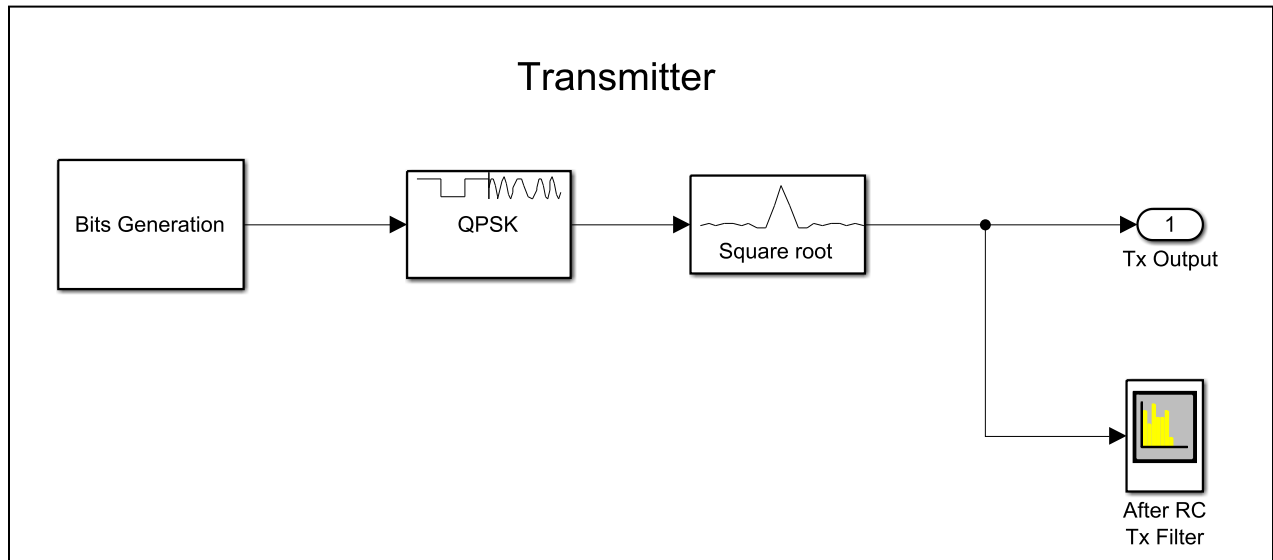 Transmitter
Bits Generation
QPSK
Square root
1
Tx Output
After RC
Tx Filter